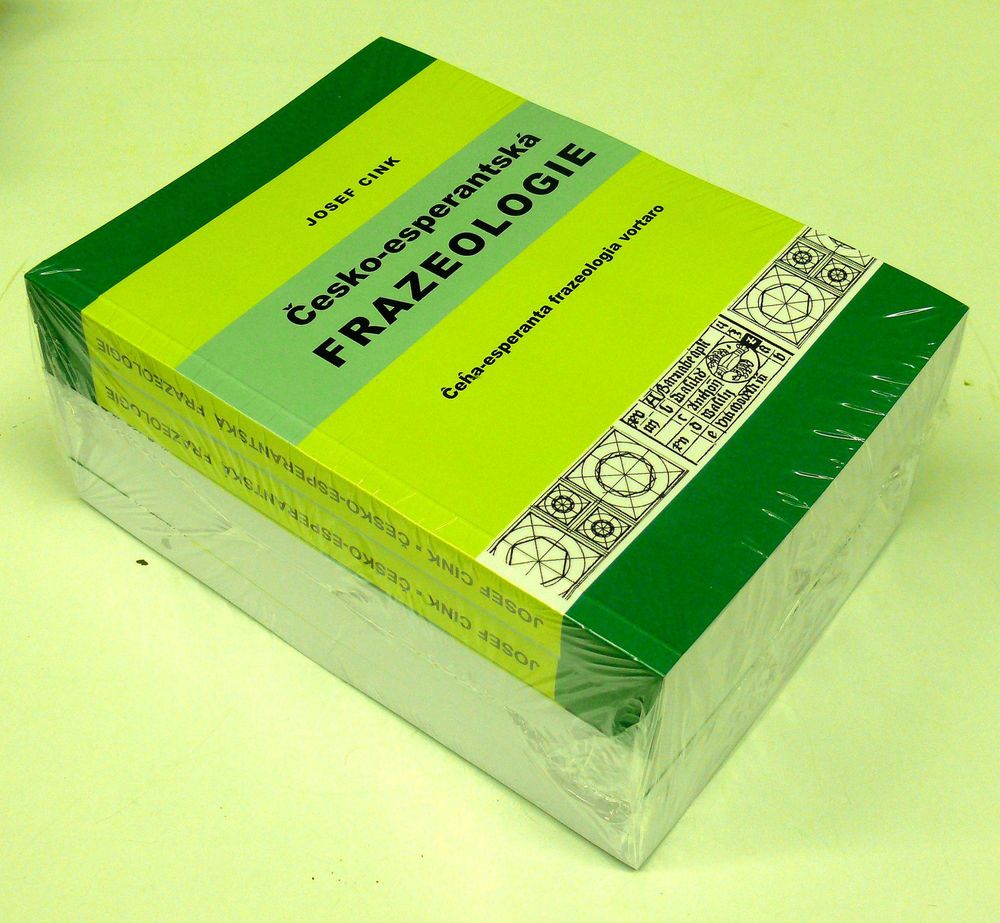 JOSEF CINK
Česko-esperantská
FRAZEOLOGIE
Ĉeĥa-esperanta frazeologia vortaro
JOSEF CINK • ČESKO-ESPERANTSKÁ FRAZEOLOGIE
JOSEF CINK • ČESKO-ESPERANTSKÁ FRAZEOLOGIE